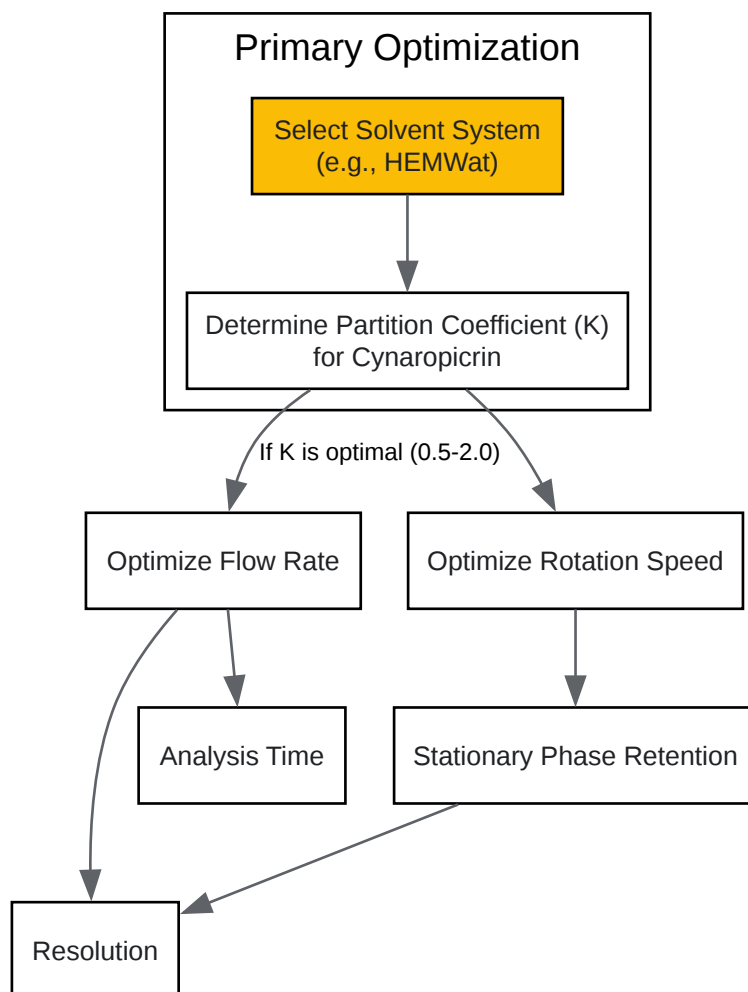 Primary Optimization
Select Solvent System
(e.g., HEMWat)
Determine Partition Coefficient (K)
for Cynaropicrin
If K is optimal (0.5-2.0)
Optimize Flow Rate
Optimize Rotation Speed
Analysis Time
Stationary Phase Retention
Resolution